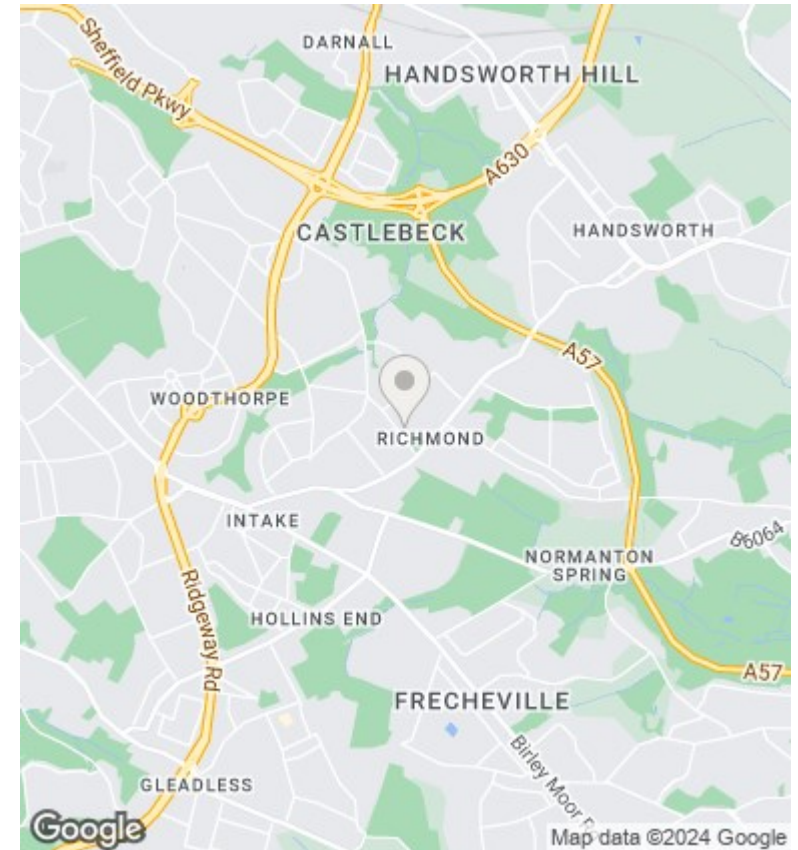 DARNALL
Sheffield Pkwy
HANDSWORTH HILL
A630
CASTLEBECK
HANDSWORTH
A57
WOODTHORPE
RICHMOND
INTAKE
B6064
NORMANTON
SPRING
Ridgeway Rd
HOLLINS END
A57
FRECHEVILLE
Birley Moor
GLEADLESS
Google
Map data ©2024 Google